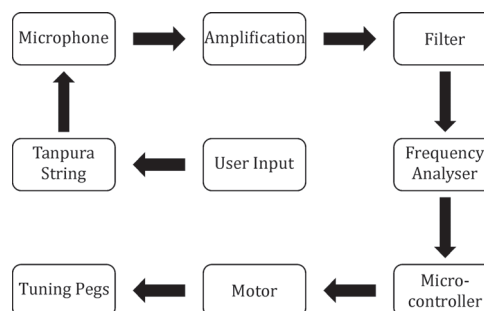 Microphone
Amplification
Filter
Tanpura
String
User Input
Frequency
Analyser
Tuning Pegs
Motor
Micro-
controller